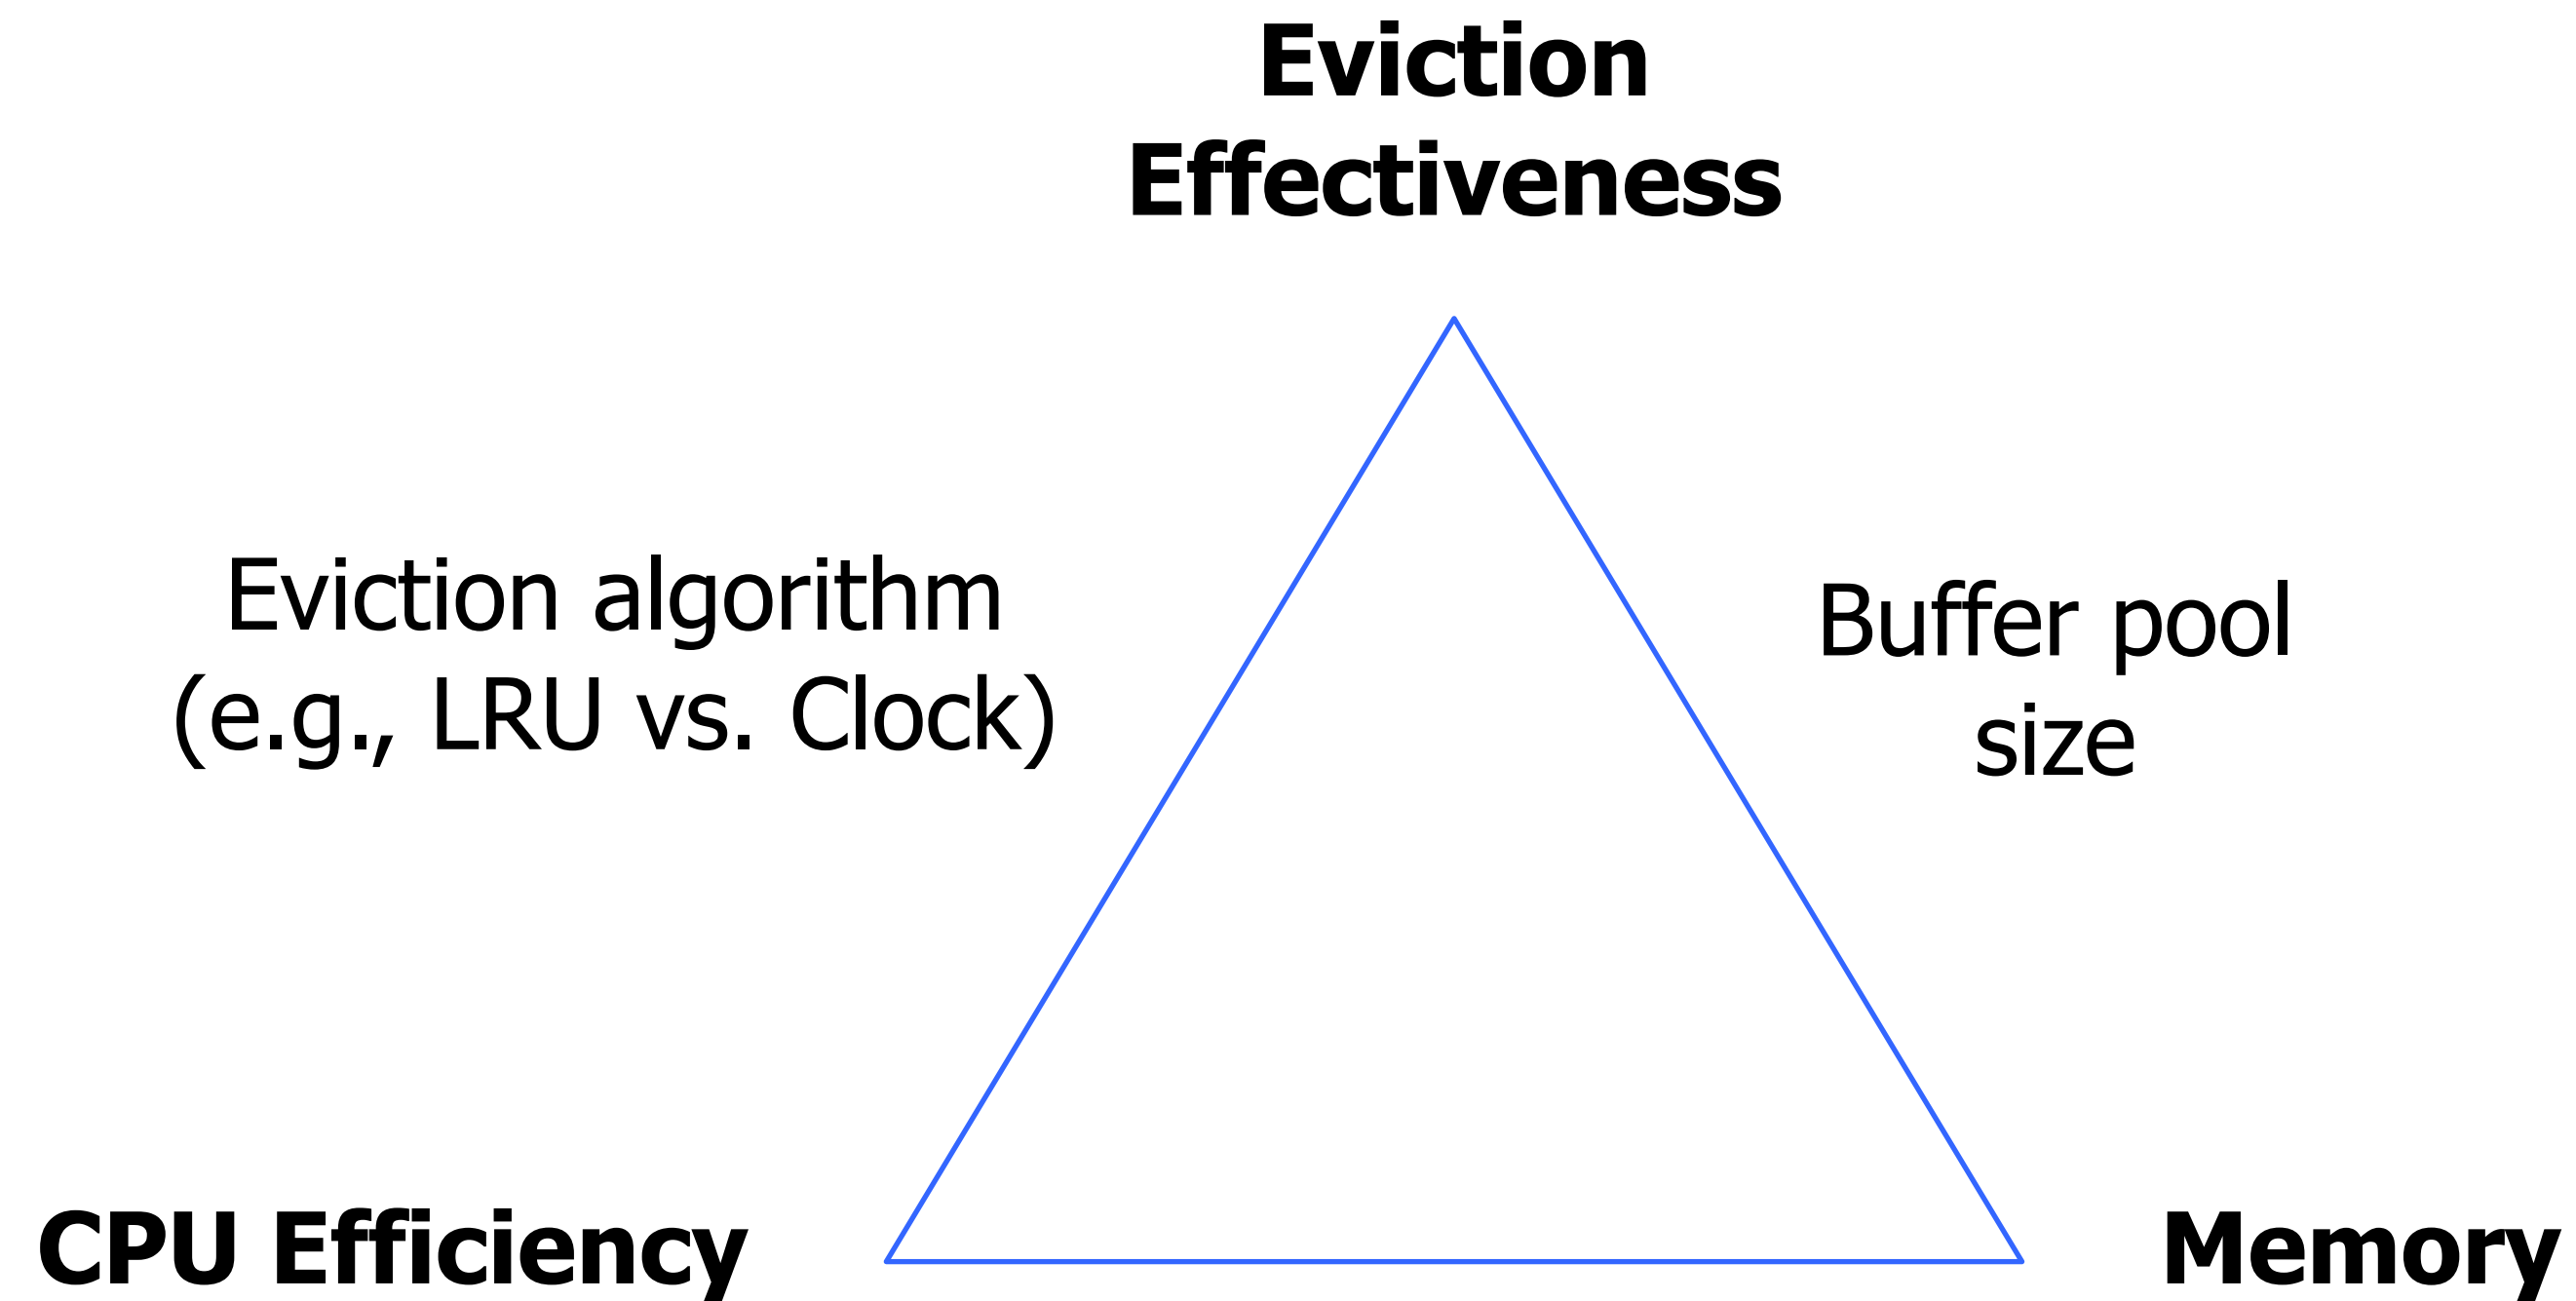 Eviction
Effectiveness
Eviction algorithm
(e.g., LRU vs. Clock)
Buffer pool
size
CPU Efficiency
Memory